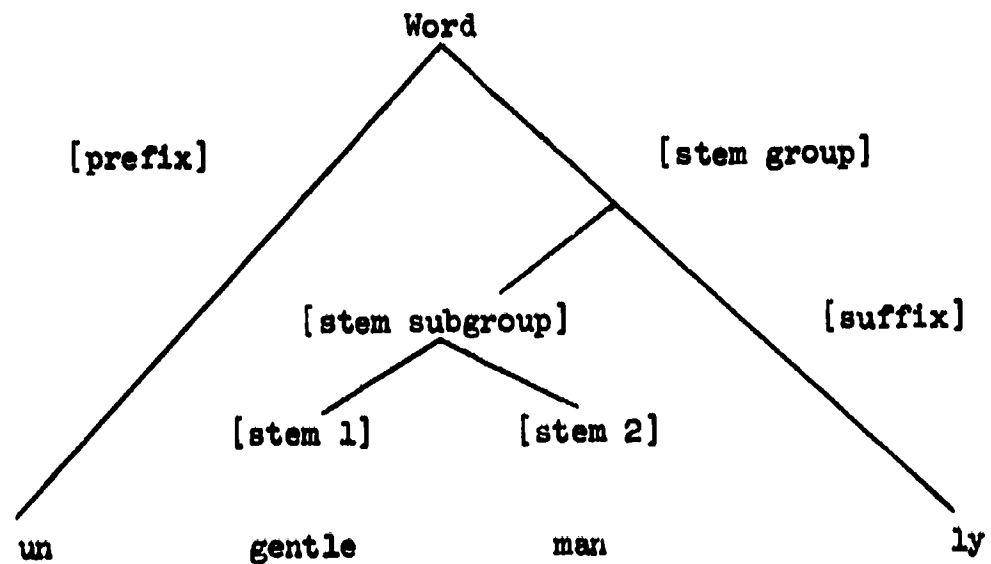 Word
[prefix] [stem group]
[stem subgroup] [suffix]
[stem 1] [stem 2]
un gentle man ly